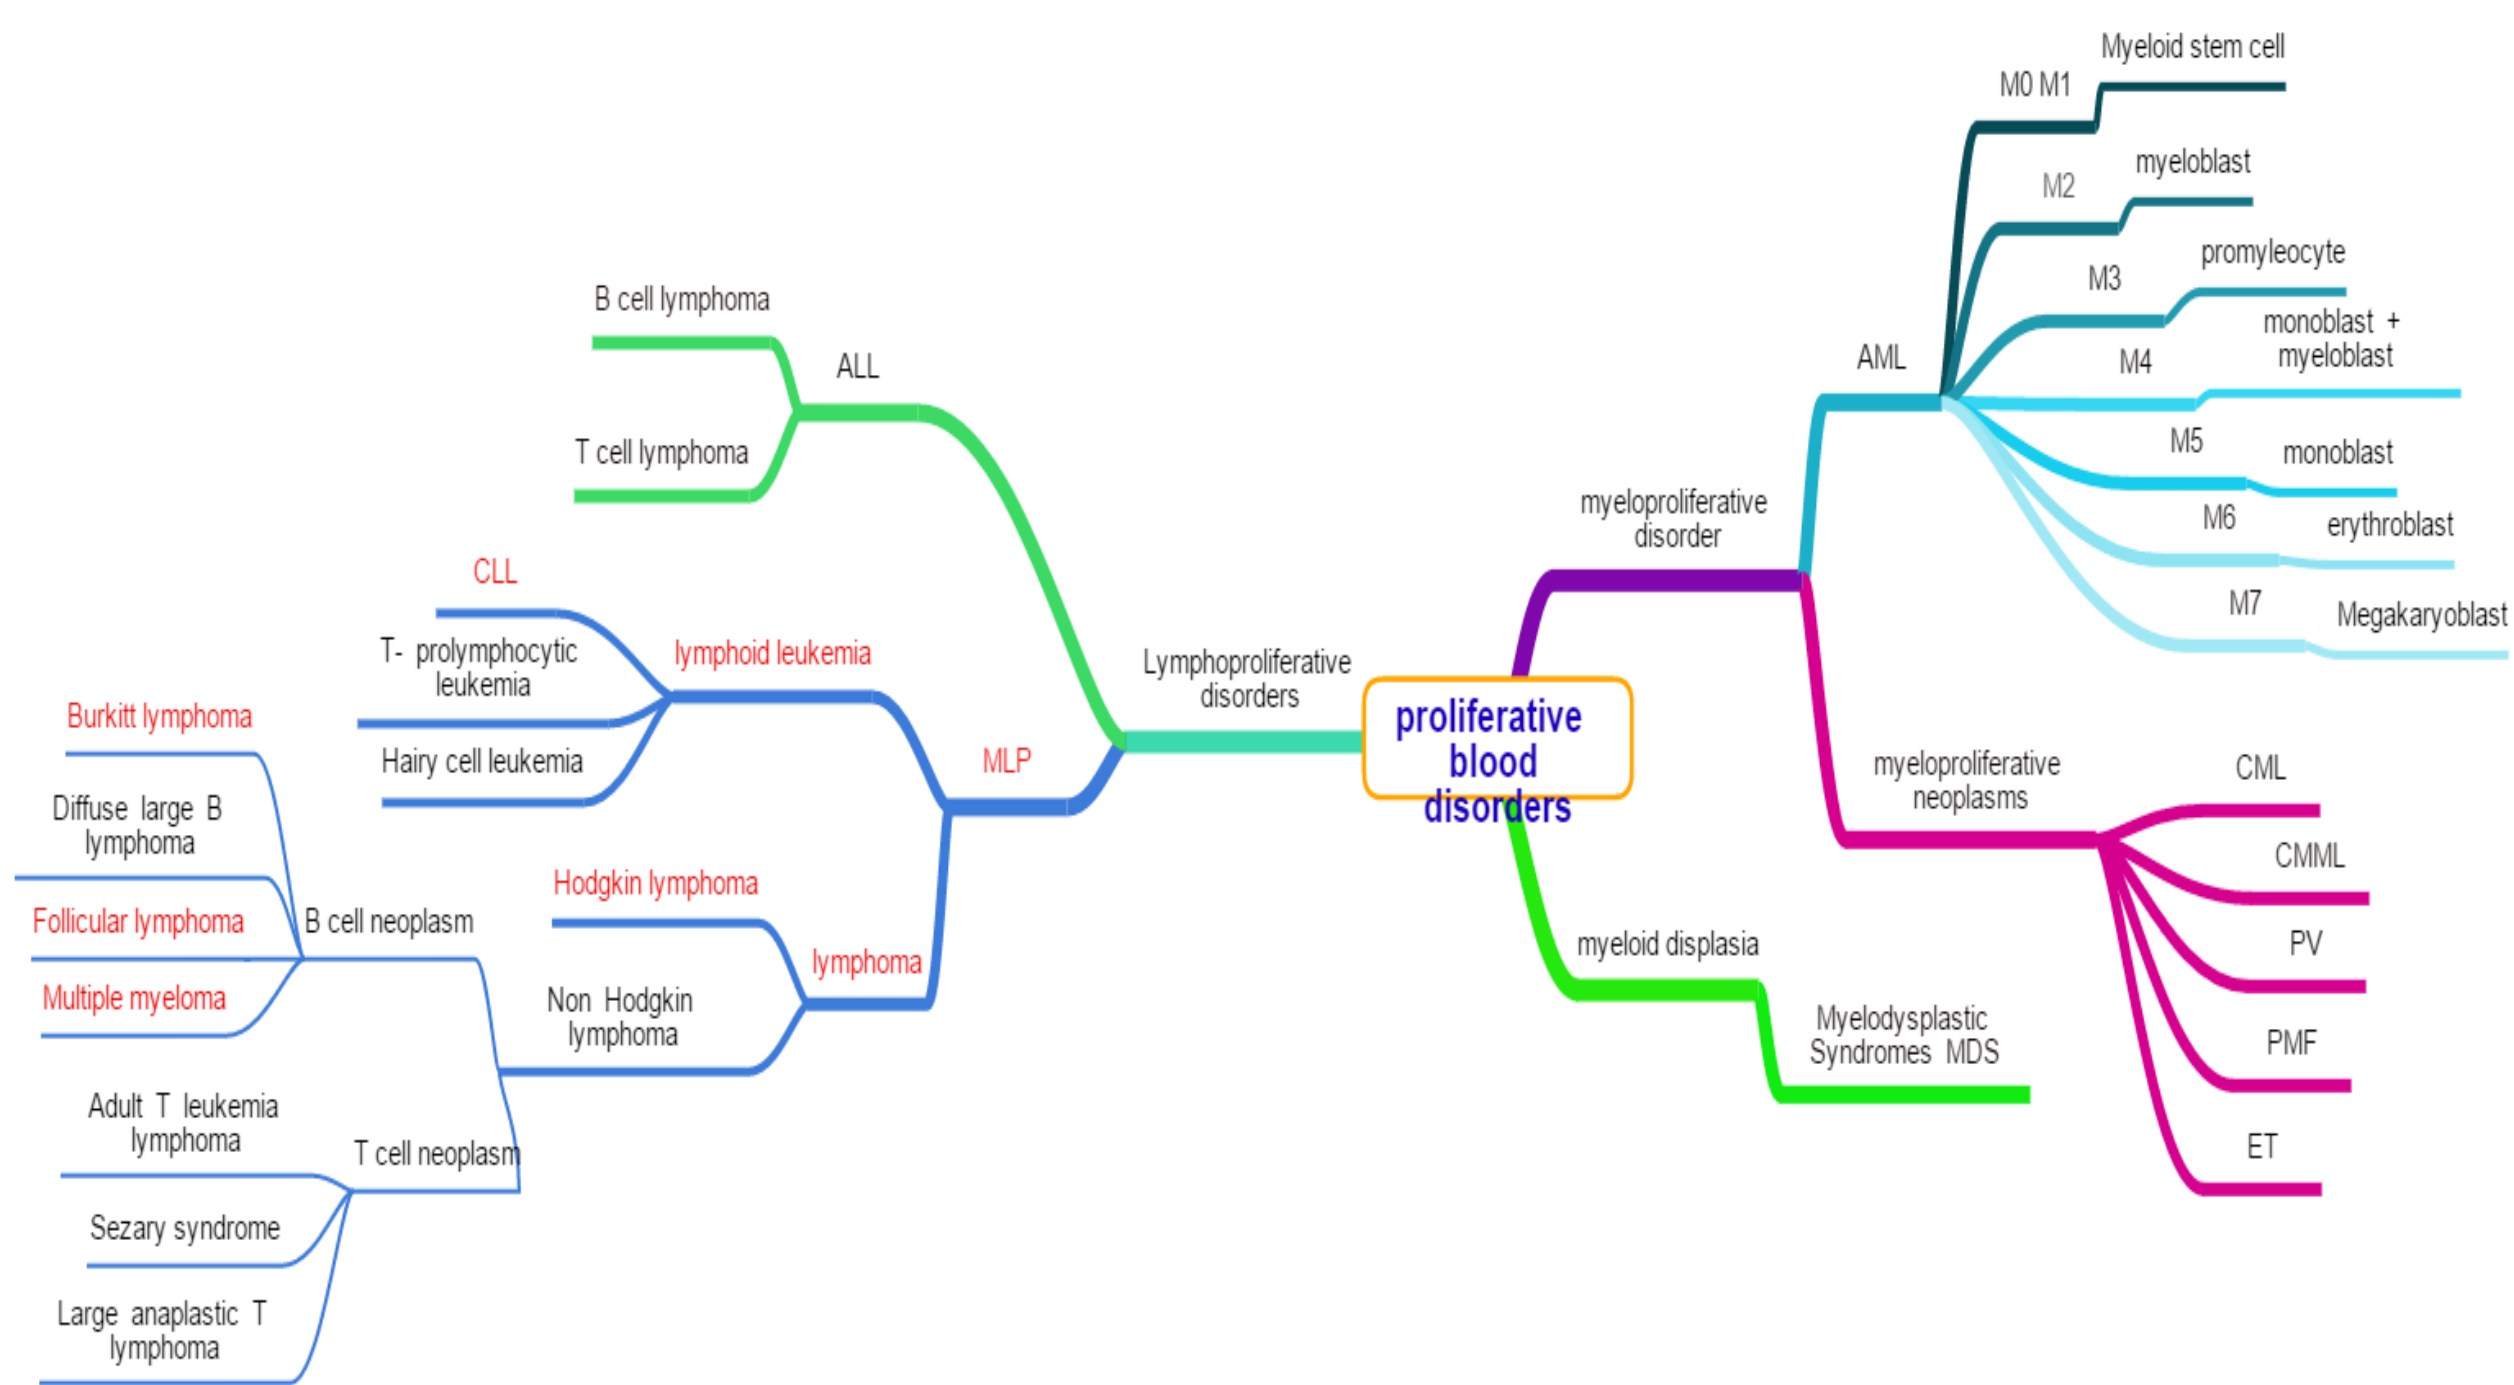 proliferative
blood
disorders
myeloproliferative
disorder
AML
M0 M1
Myeloid stem cell
M2
myeloblast
M3
promyleocyte
M4
monoblast +
myeloblast
M5
monoblast
M6
erythroblast
M7
Megakaryoblast
myeloproliferative
neoplasms
CML
CMML
PV
PMF
ET
myeloid displasia
Myelodysplastic
Syndromes MDS
Lymphoproliferative
disorders
ALL
B cell lymphoma
T cell lymphoma
MLP
lymphoid leukemia
CLL
T- prolymphocytic
leukemia
Hairy cell leukemia
lymphoma
Hodgkin lymphoma
Non Hodgkin
lymphoma
B cell neoplasm
Burkitt lymphoma
Diffuse large B
lymphoma
Follicular lymphoma
Multiple myeloma
T cell neoplasm
Adult T leukemia
lymphoma
Sezary syndrome
Large anaplastic T
lymphoma